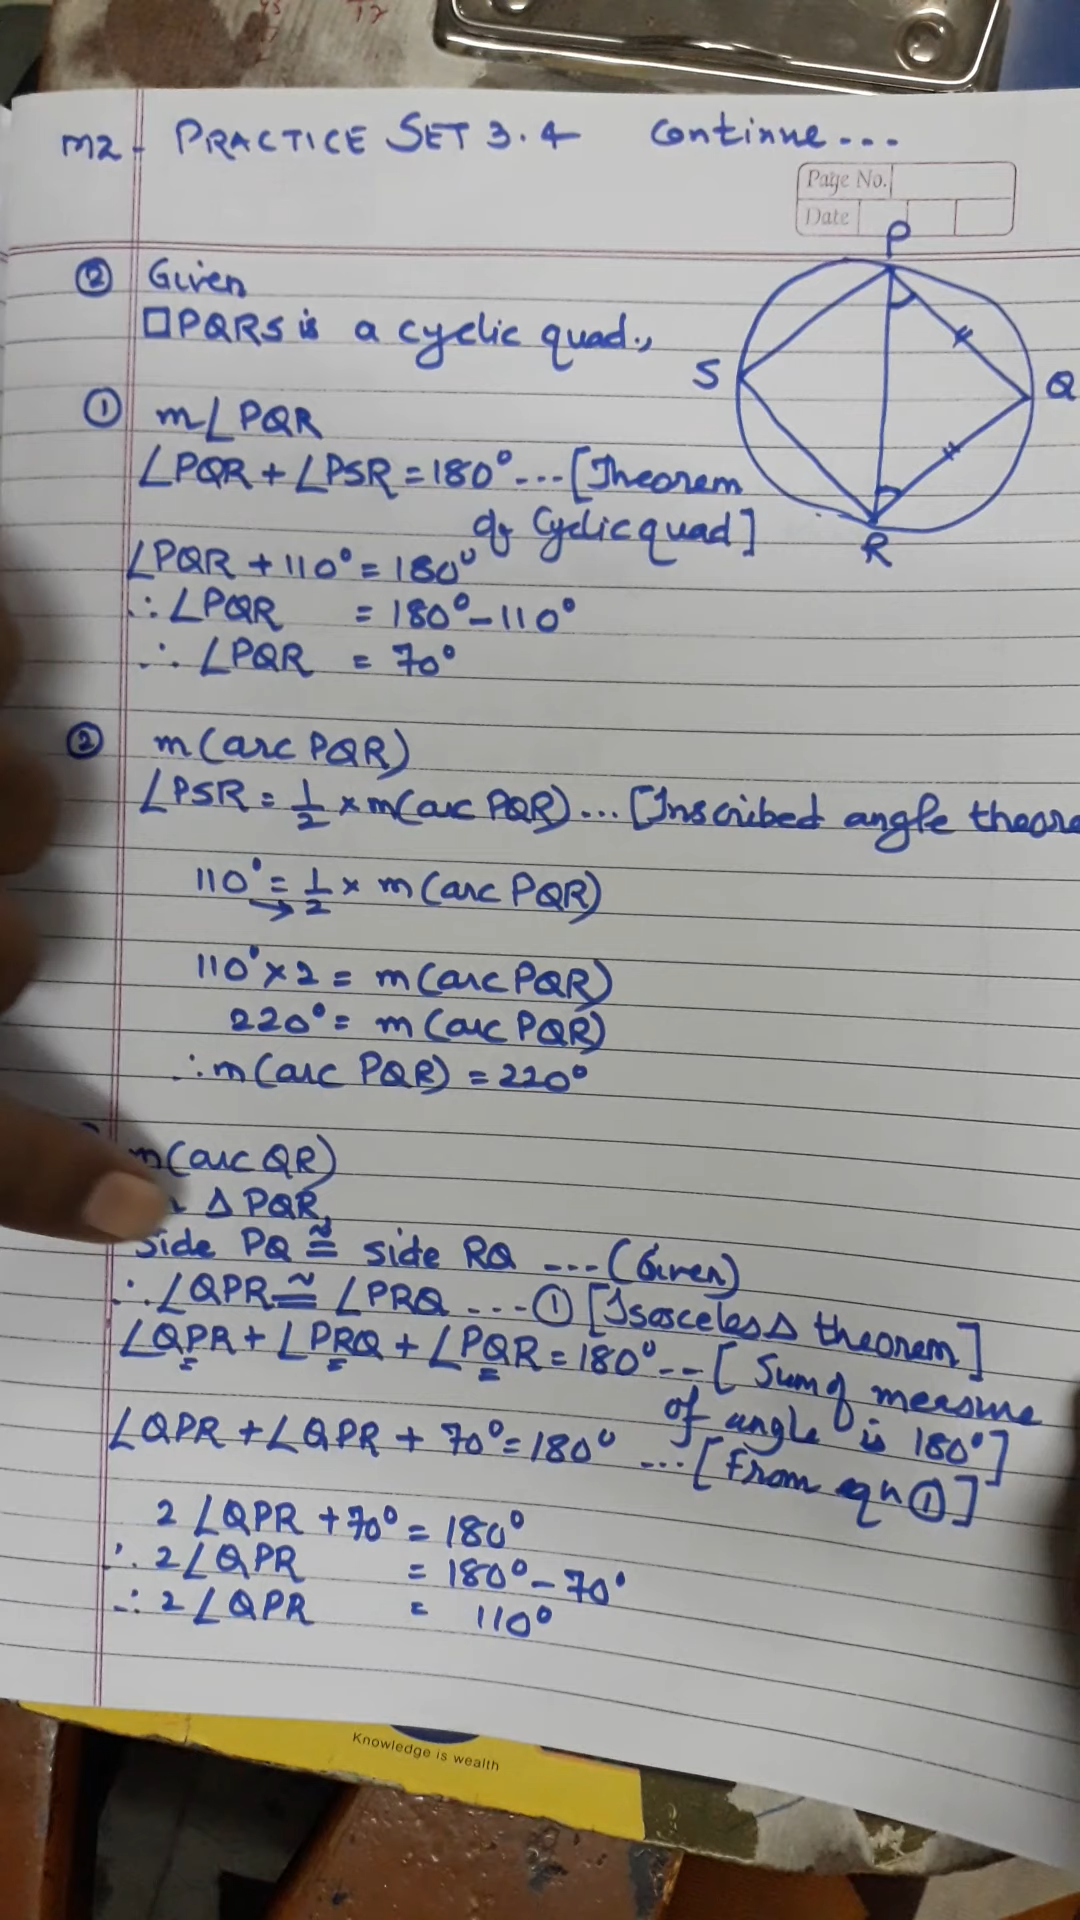 M2 - PRACTICE SET 3.4 Continue...
Page No.
Date
② Given
□PQRS is a cyclic quad.,
P
S
Q
R
① m∠PQR
∠PQR + ∠PSR = 180° ... [Theorem
of Cyclic quad]
∠PQR + 110° = 180°
∴ ∠PQR = 180° - 110°
∴ ∠PQR = 70°
② m(arc PQR)
∠PSR = 1/2 × m(arc PQR) ... [Inscribed angle theore
110° = 1/2 × m(arc PQR)
110° × 2 = m(arc PQR)
220° = m(arc PQR)
∴ m(arc PQR) = 220°
m(arc QR)
△ PQR,
side PQ ≅ side RQ ... (Given)
∴ ∠QPR ≅ ∠PRQ ... ① [Isosceles △ theorem]
∠QPR + ∠PRQ + ∠PQR = 180° ... [Sum of measure
of angle is 180°]
∠QPR + ∠QPR + 70° = 180° ... [From eqn ①]
2∠QPR + 70° = 180°
∴ 2∠QPR = 180° - 70°
∴ 2∠QPR = 110°
Knowledge is wealth